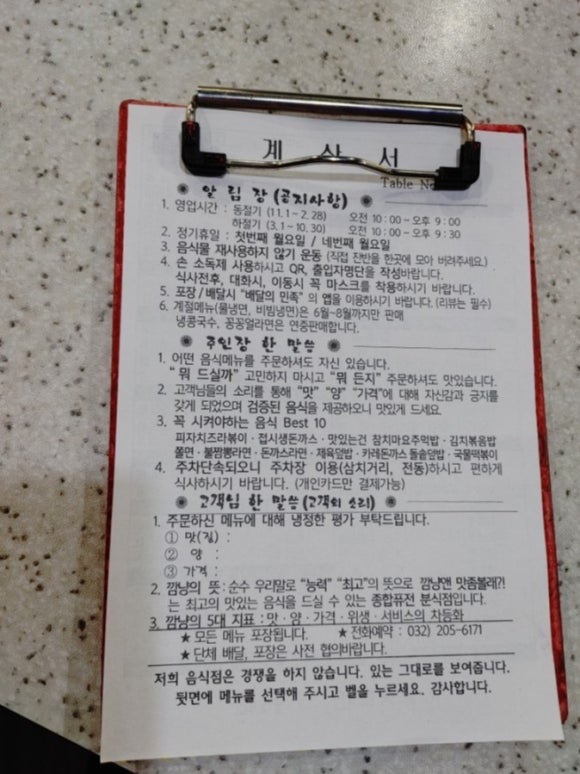 계 산 서
Table No
알 림 장 (공지사항)
1. 영업시간 : 동절기 (11.1~2.28) 오전 10:00~오후 9:00
하절기 (3.1~10.30) 오전 10:00~오후 9:30
2. 정기휴일 : 첫번째 월요일 / 네번째 월요일
3. 음식물 재사용하지 않기 운동 (직접 잔반을 한곳에 모아 버려주세요.)
4. 손 소독제 사용하시고 QR, 출입자명단을 작성바랍니다.
식사전후, 대화시, 이동시 꼭 마스크를 착용하시기 바랍니다.
5. 포장/배달시 "배달의 민족" 의 앱을 이용하시기 바랍니다. (리뷰는 필수)
6. 계절메뉴(물냉면, 비빔냉면)은 6월~8월까지만 판매
냉콩국수, 꽁꽁얼라면은 연중판매합니다.
주인장 한 말씀
1. 어떤 음식메뉴를 주문하셔도 자신 있습니다.
"뭐 드실까" 고민하지 마시고 "뭐 든지" 주문하셔도 맛있습니다.
2. 고객님들의 소리를 통해 "맛" "양" "가격"에 대해 자신감과 긍지를
갖게 되었으며 검증된 음식을 제공하오니 맛있게 드세요.
3. 꼭 시켜야하는 음식 Best 10
피자치즈라볶이 · 접시생돈까스 · 맛있는건 참치마요주먹밥 · 김치볶음밥
쫄면 · 불짬뽕라면 · 돈까스라면 · 제육덮밥 · 카레돈까스 돌솥덮밥 · 국물떡볶이
4. 주차단속되오니 주차장 이용(삼치거리, 전동)하시고 편하게
식사하시기 바랍니다. (개인카드만 결제가능)
고객님 한 말씀 (고객의 소리)
1. 주문하신 메뉴에 대해 냉정한 평가 부탁드립니다.
① 맛(질) :
② 양 :
③ 가격 :
2. 깜냥의 뜻 : 순수 우리말로 "능력" "최고"의 뜻으로 깜냥앤 맛좀볼래?!
는 최고의 맛있는 음식을 드실 수 있는 종합퓨전 분식점입니다.
3. 깜냥의 5대 지표 : 맛 · 양 · 가격 · 위생 · 서비스의 차등화
★ 모든 메뉴 포장됩니다. ★ 전화예약 : 032) 205-6171
★ 단체 배달, 포장은 사전 협의바랍니다.
저희 음식점은 경쟁을 하지 않습니다. 있는 그대로를 보여줍니다.
뒷면에 메뉴를 선택해 주시고 벨을 누르세요. 감사합니다.